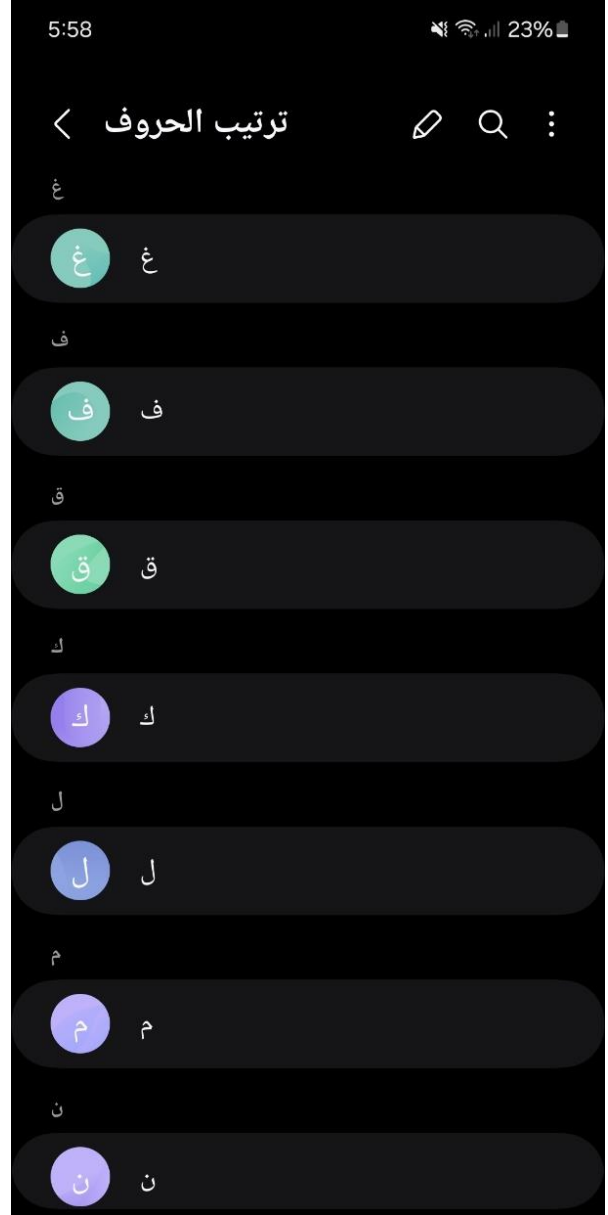 5:58 23%
ترتيب الحروف
غ
غ غ
ف
ف ف
ق
ق ق
ك
ك ك
ل
ل ل
م
م م
ن
ن ن